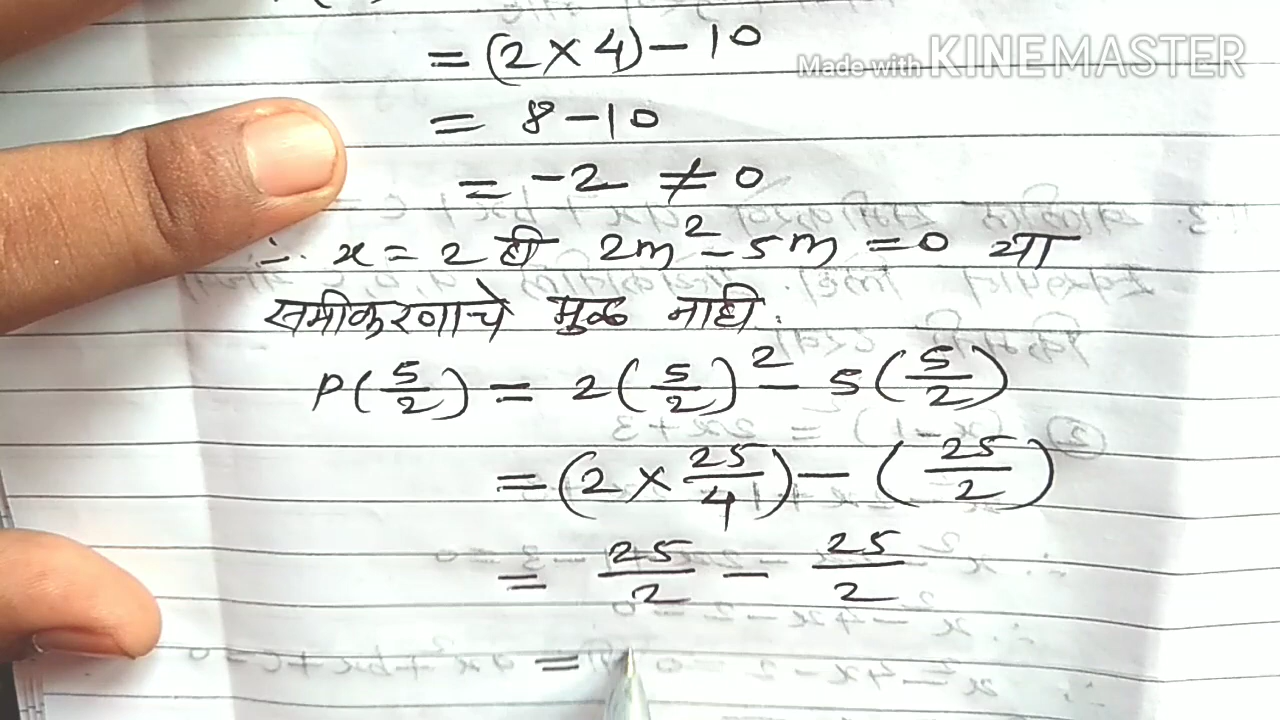 = (2 × 4) − 10
Made with KINEMASTER
= 8 − 10
= −2 ≠ 0
∴ x = 2 ही 2m² − 5m = 0 या
समीकरणाचे मुळ नाही.
P(5/2) = 2(5/2)² − 5(5/2)
= (2 × 25/4) − (25/2)
= 25/2 − 25/2
=